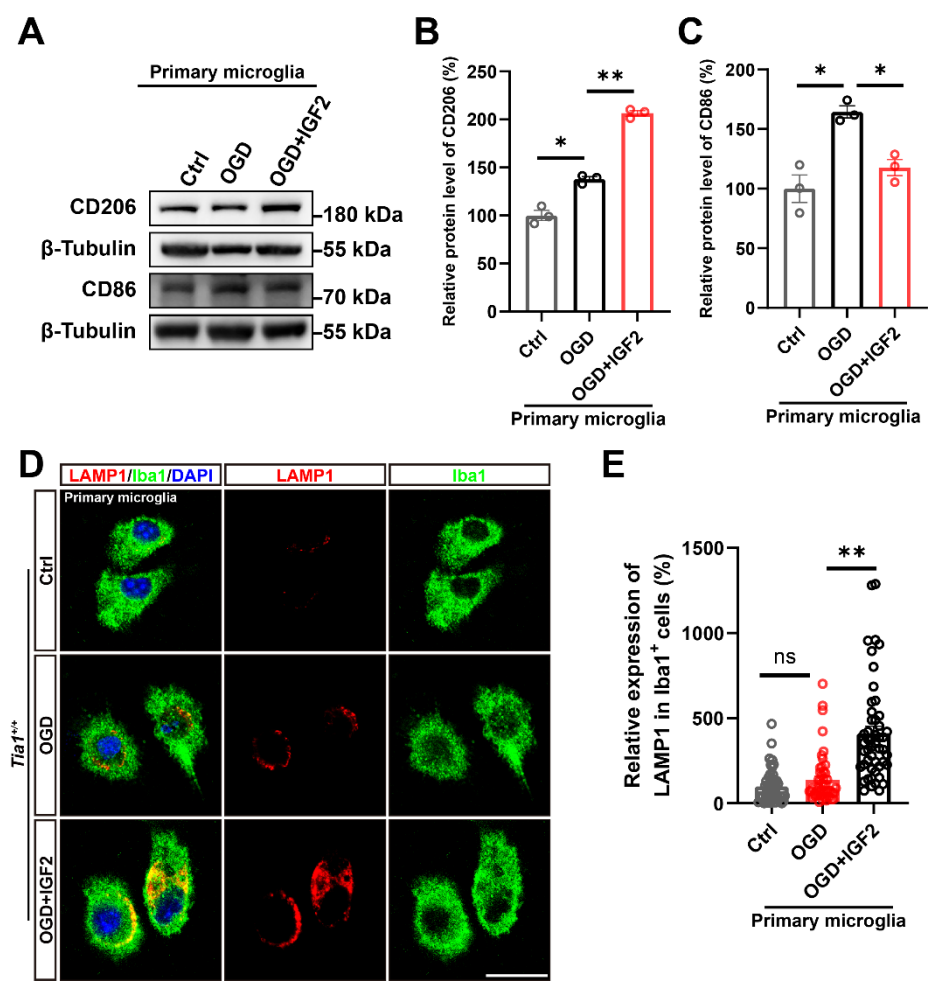 A
Primary microglia
Ctrl
OGD
OGD+IGF2
CD206
-180 kDa
β-Tubulin
-55 kDa
CD86
-70 kDa
β-Tubulin
-55 kDa
B
Relative protein level of CD206 (%)
250
200
150
100
50
0
*
**
Ctrl
OGD
OGD+IGF2
Primary microglia
C
Relative protein level of CD86 (%)
200
150
100
50
0
*
*
Ctrl
OGD
OGD+IGF2
Primary microglia
D
LAMP1/Iba1/DAPI
LAMP1
Iba1
Primary microglia
Tia1+/+
Ctrl
OGD
OGD+IGF2
E
Relative expression of
LAMP1 in Iba1+ cells (%)
1500
1000
500
0
ns
**
Ctrl
OGD
OGD+IGF2
Primary microglia